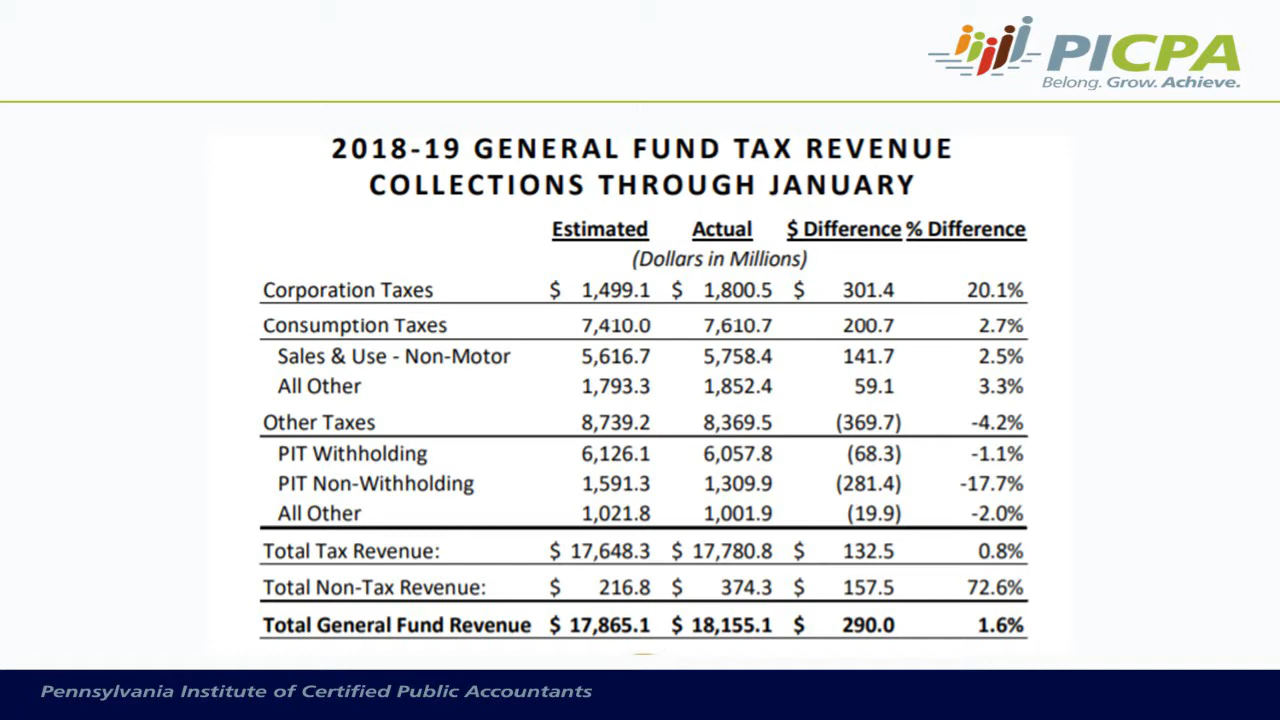 PICPA
Belong. Grow. Achieve.
2018-19 GENERAL FUND TAX REVENUE
COLLECTIONS THROUGH JANUARY
Estimated Actual $ Difference % Difference
(Dollars in Millions)
Corporation Taxes $ 1,499.1 $ 1,800.5 $ 301.4 20.1%
Consumption Taxes 7,410.0 7,610.7 200.7 2.7%
Sales & Use - Non-Motor 5,616.7 5,758.4 141.7 2.5%
All Other 1,793.3 1,852.4 59.1 3.3%
Other Taxes 8,739.2 8,369.5 (369.7) -4.2%
PIT Withholding 6,126.1 6,057.8 (68.3) -1.1%
PIT Non-Withholding 1,591.3 1,309.9 (281.4) -17.7%
All Other 1,021.8 1,001.9 (19.9) -2.0%
Total Tax Revenue: $ 17,648.3 $ 17,780.8 $ 132.5 0.8%
Total Non-Tax Revenue: $ 216.8 $ 374.3 $ 157.5 72.6%
Total General Fund Revenue $ 17,865.1 $ 18,155.1 $ 290.0 1.6%
Pennsylvania Institute of Certified Public Accountants